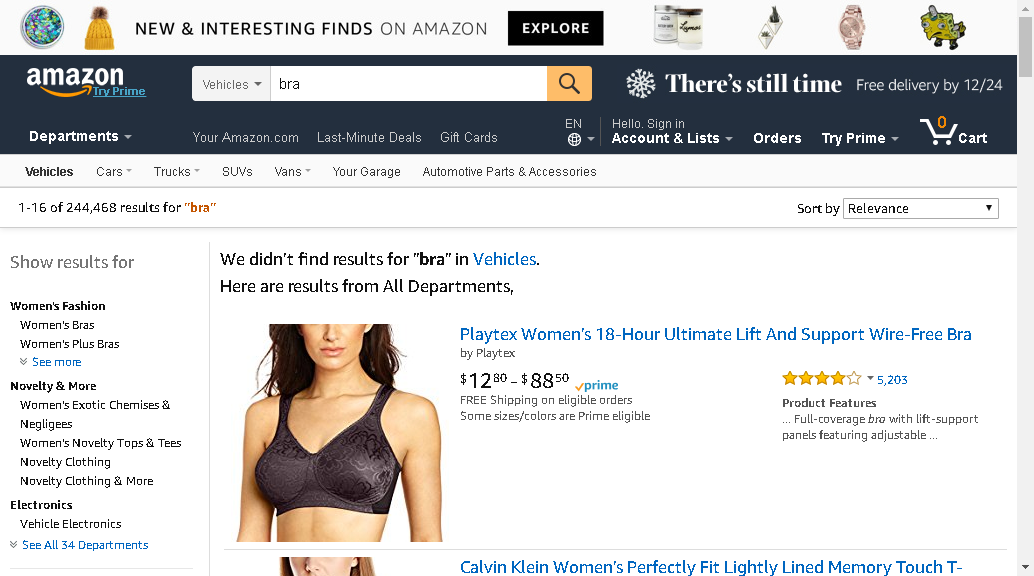 NEW & INTERESTING FINDS ON AMAZON EXPLORE
amazon
Try Prime
Vehicles bra
There's still time Free delivery by 12/24
Departments
Your Amazon.com Last-Minute Deals Gift Cards
EN
Hello. Sign in
Account & Lists Orders Try Prime 0 Cart
Vehicles Cars Trucks SUVs Vans Your Garage Automotive Parts & Accessories
1-16 of 244,468 results for "bra"
Sort by Relevance
Show results for
Women's Fashion
Women's Bras
Women's Plus Bras
See more
Novelty & More
Women's Exotic Chemises &
Negligees
Women's Novelty Tops & Tees
Novelty Clothing
Novelty Clothing & More
Electronics
Vehicle Electronics
See All 34 Departments
We didn't find results for "bra" in Vehicles.
Here are results from All Departments,
Playtex Women's 18-Hour Ultimate Lift And Support Wire-Free Bra
by Playtex
$12 80 - $88 50 prime
FREE Shipping on eligible orders
Some sizes/colors are Prime eligible
5,203
Product Features
... Full-coverage bra with lift-support
panels featuring adjustable ...
Calvin Klein Women's Perfectly Fit Lightly Lined Memory Touch T-